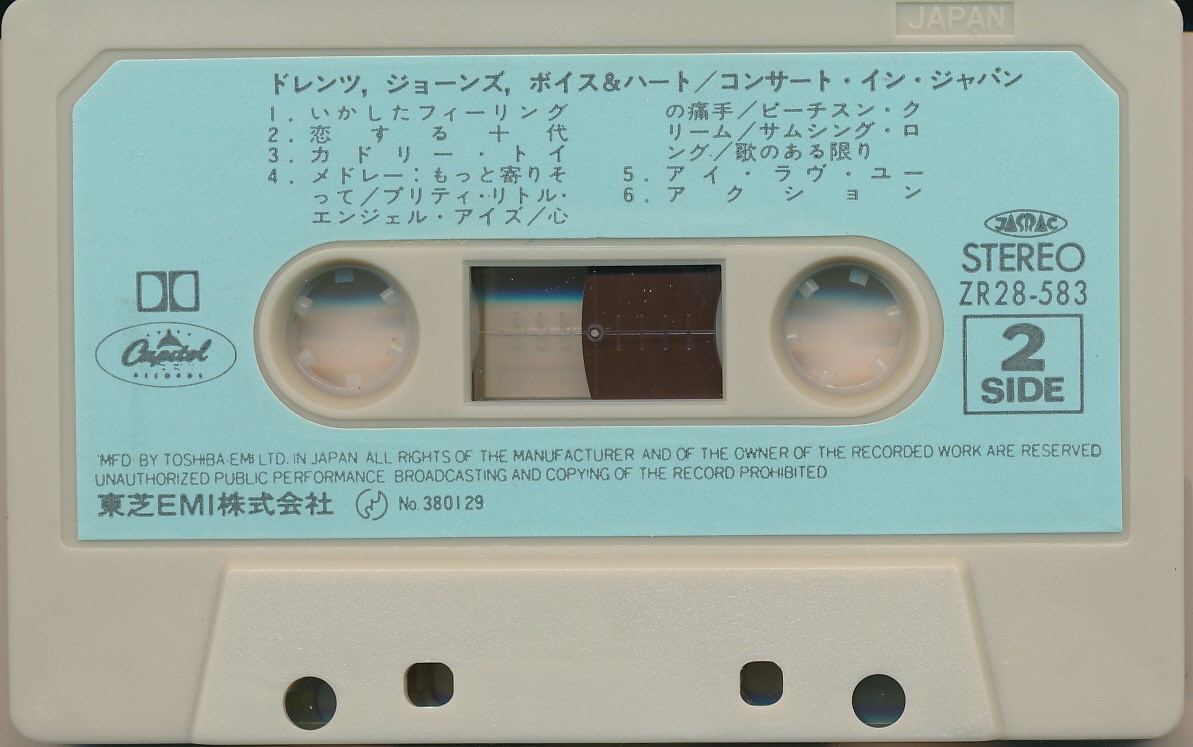 JAPAN
ドレンツ, ジョーンズ, ボイス&ハート/コンサート・イン・ジャパン
1. いかしたフィーリング
2. 恋する十代
3. カドリー・トイ
4. メドレー:もっと寄りそ
って/プリティ・リトル・
エンジェル・アイズ/心
の痛手/ピーチスン・ク
リーム/サムシング・ロ
ング/歌のある限り
5. アイ・ラヴ・ユー
6. アクション
JASRAC
STEREO
ZR28-583
2
SIDE
Capitol
RECORDS
MFD BY TOSHIBA EMI LTD. IN JAPAN ALL RIGHTS OF THE MANUFACTURER AND OF THE OWNER OF THE RECORDED WORK ARE RESERVED
UNAUTHORIZED PUBLIC PERFORMANCE BROADCASTING AND COPYING OF THE RECORD PROHIBITED
東芝EMI株式会社 No. 380129